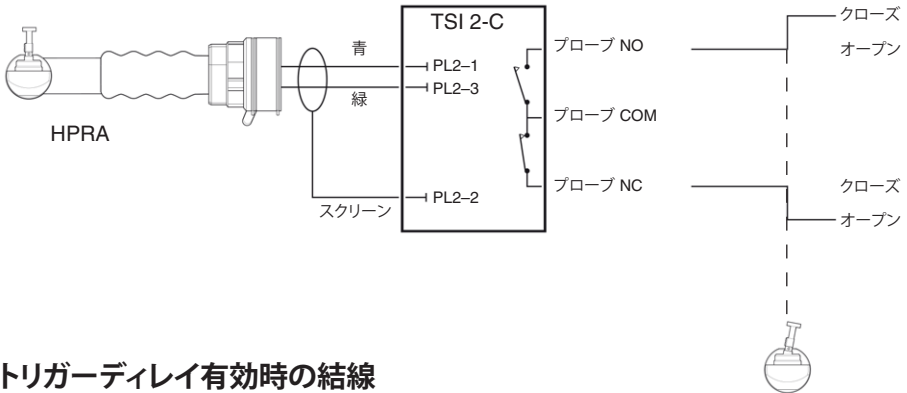 TSI 2-C
クローズ
青
プローブ NO
オープン
PL2–1
PL2–3
緑
プローブ COM
HPRA
プローブ NC
クローズ
PL2–2
スクリーン
オープン
トリガーディレイ有効時の結線